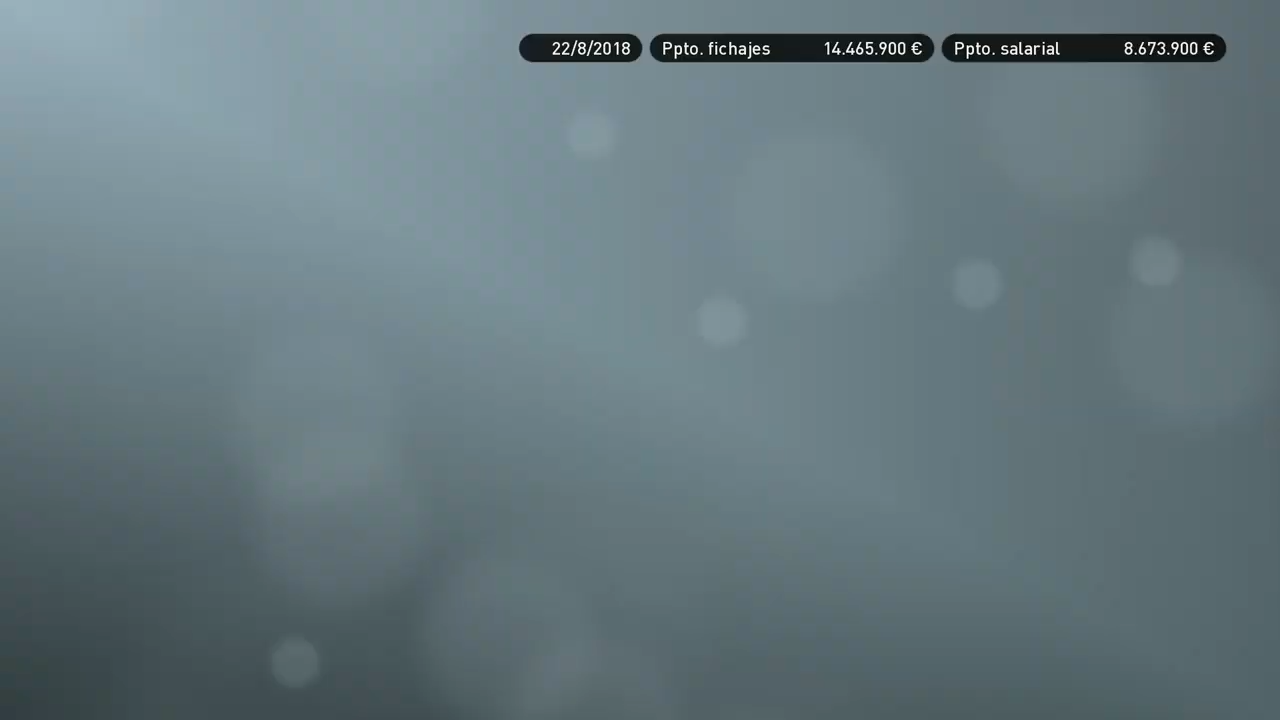 22/8/2018 Ppto. fichajes 14.465.900 € Ppto. salarial 8.673.900 €